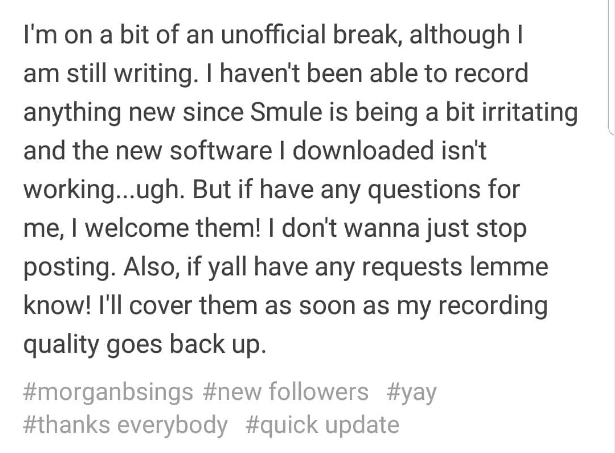 I'm on a bit of an unofficial break, although I
am still writing. I haven't been able to record
anything new since Smule is being a bit irritating
and the new software I downloaded isn't
working...ugh. But if have any questions for
me, I welcome them! I don't wanna just stop
posting. Also, if yall have any requests lemme
know! I'll cover them as soon as my recording
quality goes back up.
#morganbsings #new followers #yay
#thanks everybody #quick update